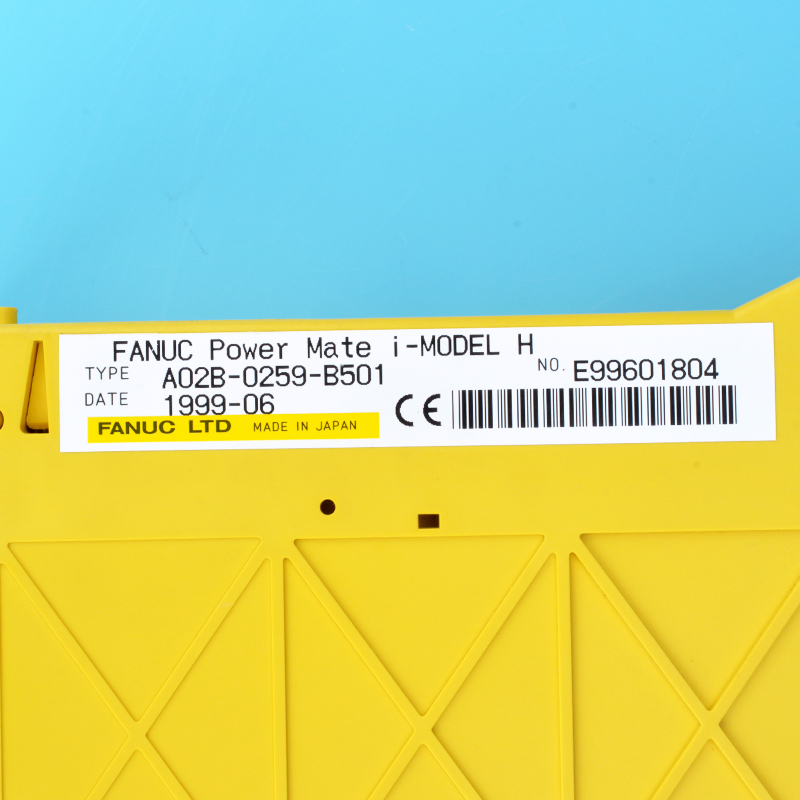 FANUC Power Mate i-MODEL H
TYPE A02B-0259-B501 NO. E99601804
DATE 1999-06
FANUC LTD MADE IN JAPAN CE